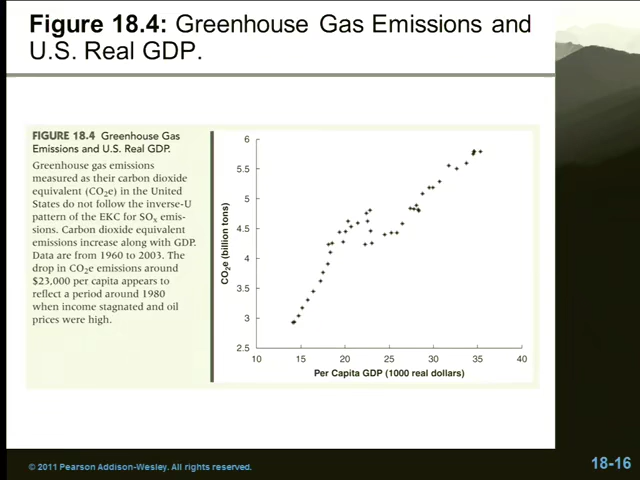 Figure 18.4: Greenhouse Gas Emissions and
U.S. Real GDP.
FIGURE 18.4 Greenhouse Gas
Emissions and U.S. Real GDP.
Greenhouse gas emissions
measured as their carbon dioxide
equivalent (CO₂e) in the United
States do not follow the inverse-U
pattern of the EKC for SOₓ emis-
sions. Carbon dioxide equivalent
emissions increase along with GDP.
Data are from 1960 to 2003. The
drop in CO₂e emissions around
$23,000 per capita appears to
reflect a period around 1980
when income stagnated and oil
prices were high.
CO₂e (billion tons)
6
5.5
5
4.5
4
3.5
3
2.5
10 15 20 25 30 35 40
Per Capita GDP (1000 real dollars)
© 2011 Pearson Addison-Wesley. All rights reserved.
18-16